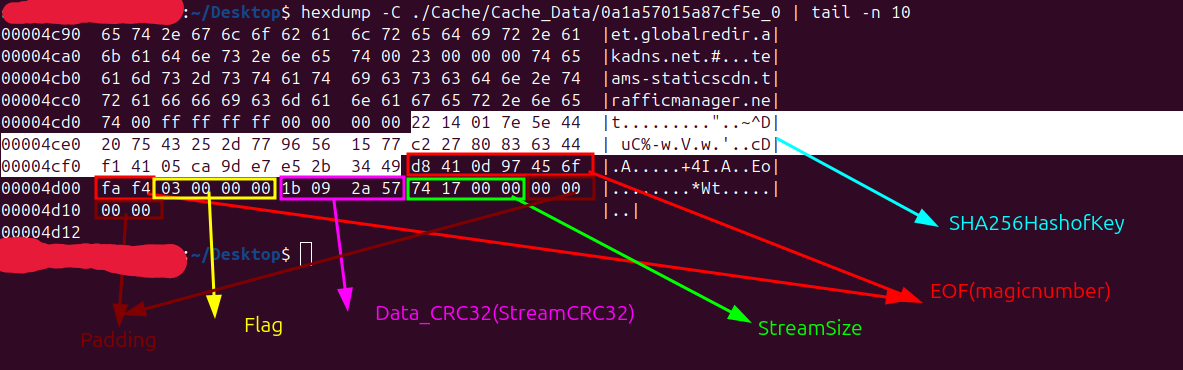 :~/Desktop$ hexdump -C ./Cache/Cache_Data/0a1a57015a87cf5e_0 | tail -n 10
00004c90  65 74 2e 67 6c 6f 62 61  6c 72 65 64 69 72 2e 61  |et.globalredir.a|
00004ca0  6b 61 64 6e 73 2e 6e 65  74 00 23 00 00 00 74 65  |kadns.net.#...te|
00004cb0  61 6d 73 2d 73 74 61 74  69 63 73 63 64 6e 2e 74  |ams-staticscdn.t|
00004cc0  72 61 66 66 69 63 6d 61  6e 61 67 65 72 2e 6e 65  |rafficmanager.ne|
00004cd0  74 00 ff ff ff ff 00 00  00 00 22 14 01 7e 5e 44  |t........."..~^D|
00004ce0  20 75 43 25 2d 77 96 56  15 77 c2 27 80 83 63 44  | uC%-w.V.w.'..cD|
00004cf0  f1 41 05 ca 9d e7 e5 2b  34 49 d8 41 0d 97 45 6f  |.A.....+4I.A..Eo|
00004d00  fa f4 03 00 00 00 1b 09  2a 57 74 17 00 00 00 00  |........*Wt.....|
00004d10  00 00  |..|
00004d12
:~/Desktop$
SHA256HashofKey
EOF(magicnumber)
Data_CRC32(StreamCRC32)
Flag
StreamSize
Padding